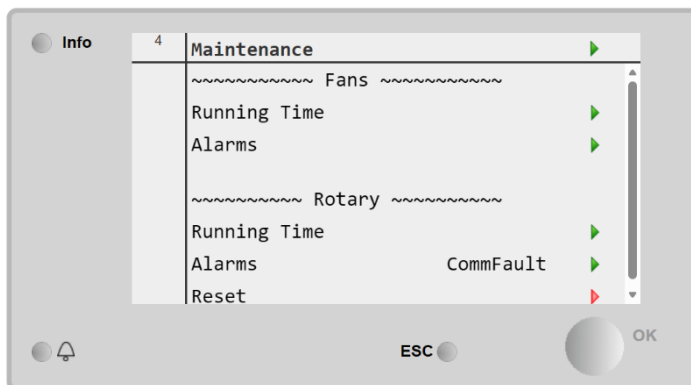 Info
4
Maintenance
~~~~~~~~~~~ Fans ~~~~~~~~~~~
Running Time
Alarms
~~~~~~~~~~ Rotary ~~~~~~~~~~
Running Time
Alarms CommFault
Reset
ESC
OK